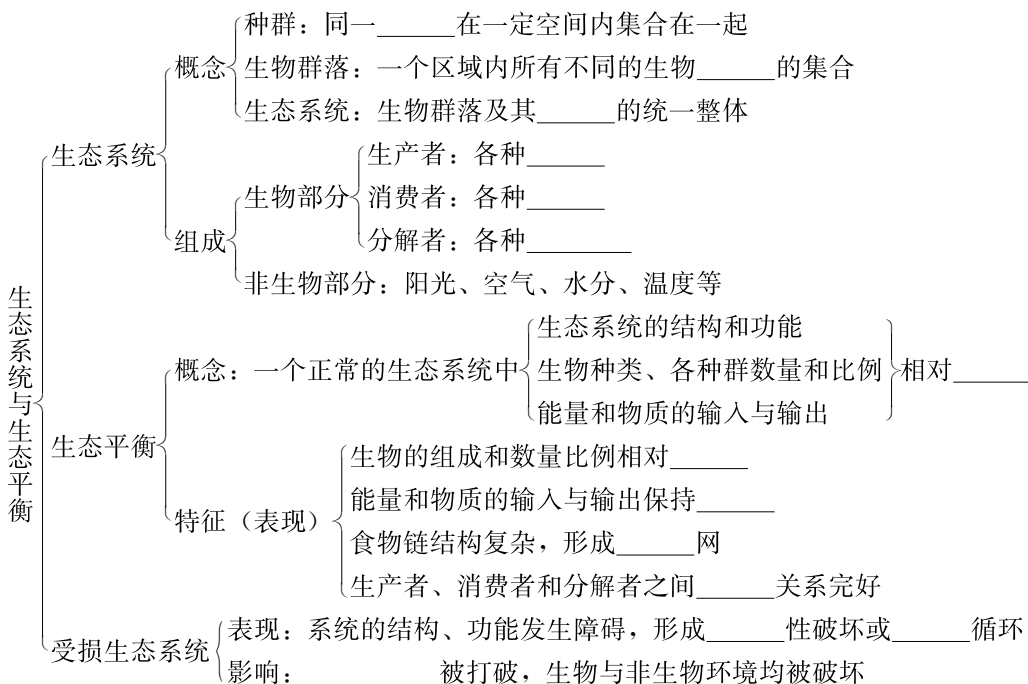 种群：同一______在一定空间内集合在一起
概念
生物群落：一个区域内所有不同的生物______的集合
生态系统：生物群落及其______的统一整体
生态系统
生产者：各种______
生物部分
消费者：各种______
组成
分解者：各种________
非生物部分：阳光、空气、水分、温度等
生态系统与生态平衡
生态系统的结构和功能
概念：一个正常的生态系统中
生物种类、各种群数量和比例
相对______
能量和物质的输入与输出
生态平衡
生物的组成和数量比例相对______
能量和物质的输入与输出保持______
特征（表现）
食物链结构复杂，形成______网
生产者、消费者和分解者之间______关系完好
受损生态系统
表现：系统的结构、功能发生障碍，形成______性破坏或______循环
影响：
被打破，生物与非生物环境均被破坏